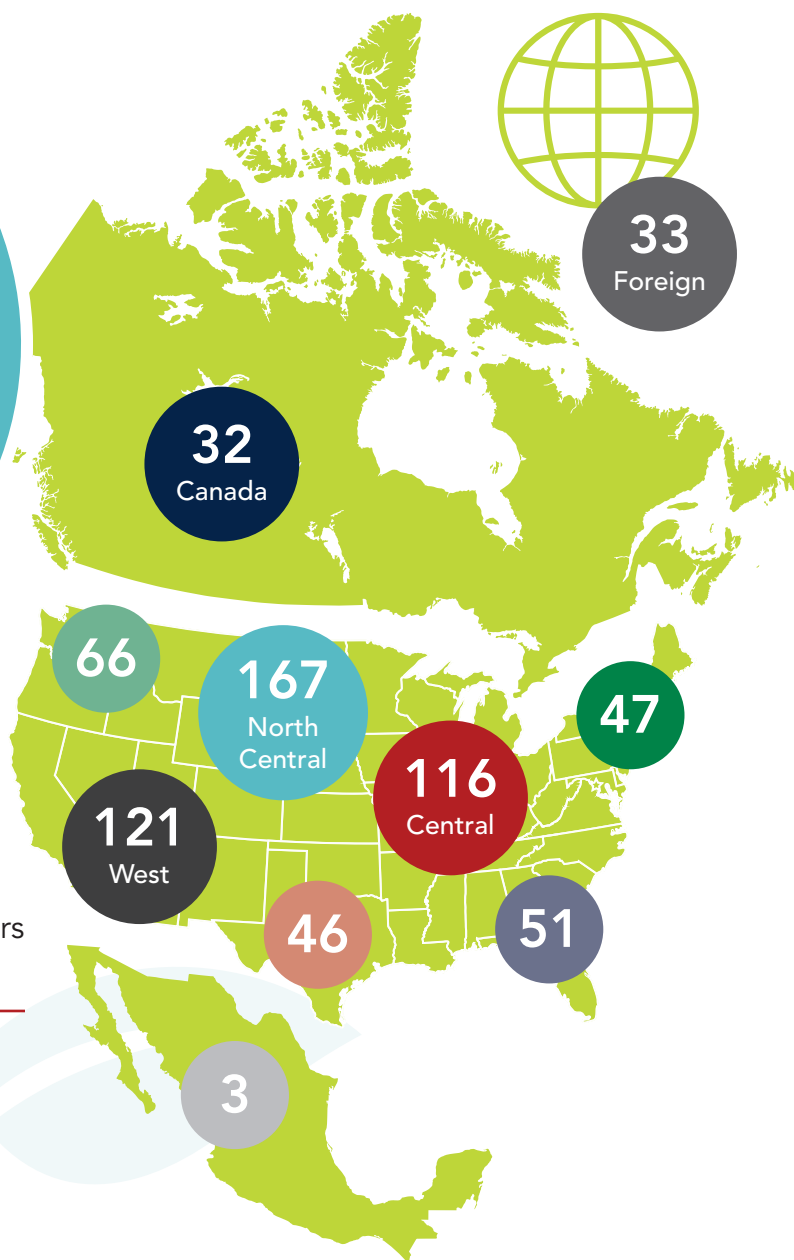 33
Foreign
32
Canada
66
167
North
Central
47
116
Central
121
West
46
51
rs
3